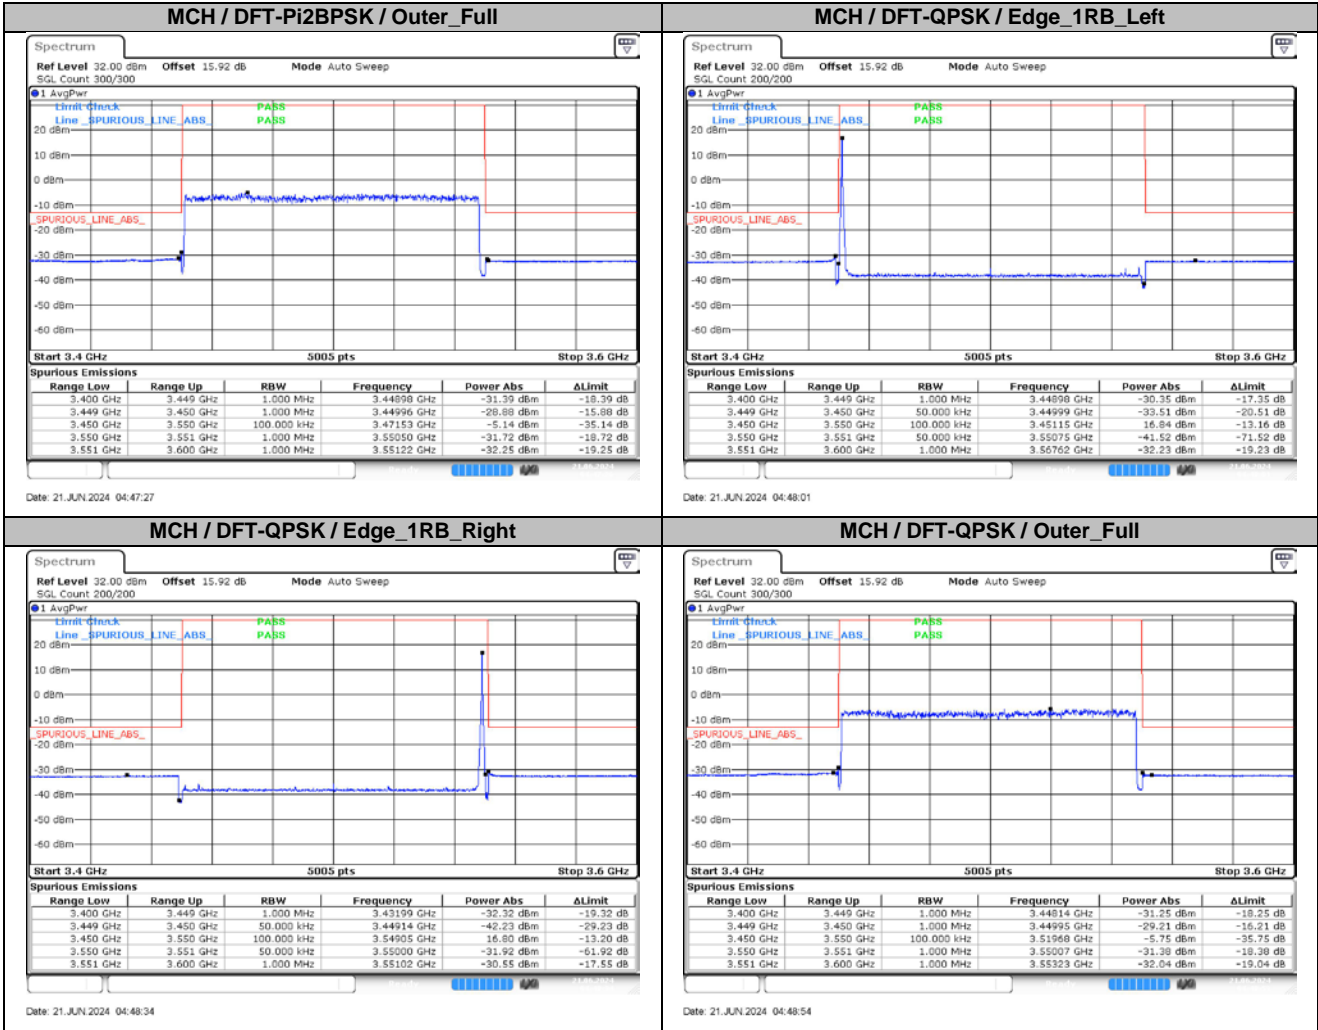 MCH / DFT-Pi2BPSK / Outer_Full
Spectrum
Ref Level 32.00 dBm Offset 15.92 dB Mode Auto Sweep
SGL Count 300/300
1 AvgPwr
Limit Check PASS
Line _SPURIOUS_LINE_ABS_ PASS
20 dBm
10 dBm
0 dBm
-10 dBm
_SPURIOUS_LINE_ABS_
-20 dBm
-30 dBm
-40 dBm
-50 dBm
-60 dBm
Start 3.4 GHz 5005 pts Stop 3.6 GHz
Spurious Emissions
Range Low Range Up RBW Frequency Power Abs ΔLimit
3.400 GHz 3.449 GHz 1.000 MHz 3.44898 GHz -31.39 dBm -18.39 dB
3.449 GHz 3.450 GHz 1.000 MHz 3.44996 GHz -28.88 dBm -15.88 dB
3.450 GHz 3.550 GHz 100.000 kHz 3.47153 GHz -5.14 dBm -35.14 dB
3.550 GHz 3.551 GHz 1.000 MHz 3.55050 GHz -31.72 dBm -18.72 dB
3.551 GHz 3.600 GHz 1.000 MHz 3.55122 GHz -32.25 dBm -19.25 dB
Date: 21.JUN.2024 04:47:27
MCH / DFT-QPSK / Edge_1RB_Left
Spectrum
Ref Level 32.00 dBm Offset 15.92 dB Mode Auto Sweep
SGL Count 200/200
1 AvgPwr
Limit Check PASS
Line _SPURIOUS_LINE_ABS_ PASS
20 dBm
10 dBm
0 dBm
-10 dBm
_SPURIOUS_LINE_ABS_
-20 dBm
-30 dBm
-40 dBm
-50 dBm
-60 dBm
Start 3.4 GHz 5005 pts Stop 3.6 GHz
Spurious Emissions
Range Low Range Up RBW Frequency Power Abs ΔLimit
3.400 GHz 3.449 GHz 1.000 MHz 3.44898 GHz -30.35 dBm -17.35 dB
3.449 GHz 3.450 GHz 50.000 kHz 3.44999 GHz -33.51 dBm -20.51 dB
3.450 GHz 3.550 GHz 100.000 kHz 3.45115 GHz 16.84 dBm -13.16 dB
3.550 GHz 3.551 GHz 50.000 kHz 3.55075 GHz -41.52 dBm -71.52 dB
3.551 GHz 3.600 GHz 1.000 MHz 3.56762 GHz -32.23 dBm -19.23 dB
Date: 21.JUN.2024 04:48:01
MCH / DFT-QPSK / Edge_1RB_Right
Spectrum
Ref Level 32.00 dBm Offset 15.92 dB Mode Auto Sweep
SGL Count 200/200
1 AvgPwr
Limit Check PASS
Line _SPURIOUS_LINE_ABS_ PASS
20 dBm
10 dBm
0 dBm
-10 dBm
_SPURIOUS_LINE_ABS_
-20 dBm
-30 dBm
-40 dBm
-50 dBm
-60 dBm
Start 3.4 GHz 5005 pts Stop 3.6 GHz
Spurious Emissions
Range Low Range Up RBW Frequency Power Abs ΔLimit
3.400 GHz 3.449 GHz 1.000 MHz 3.43199 GHz -32.32 dBm -19.32 dB
3.449 GHz 3.450 GHz 50.000 kHz 3.44914 GHz -42.23 dBm -29.23 dB
3.450 GHz 3.550 GHz 100.000 kHz 3.54905 GHz 16.80 dBm -13.20 dB
3.550 GHz 3.551 GHz 50.000 kHz 3.55000 GHz -31.92 dBm -61.92 dB
3.551 GHz 3.600 GHz 1.000 MHz 3.55102 GHz -30.55 dBm -17.55 dB
Date: 21.JUN.2024 04:48:34
MCH / DFT-QPSK / Outer_Full
Spectrum
Ref Level 32.00 dBm Offset 15.92 dB Mode Auto Sweep
SGL Count 300/300
1 AvgPwr
Limit Check PASS
Line _SPURIOUS_LINE_ABS_ PASS
20 dBm
10 dBm
0 dBm
-10 dBm
_SPURIOUS_LINE_ABS_
-20 dBm
-30 dBm
-40 dBm
-50 dBm
-60 dBm
Start 3.4 GHz 5005 pts Stop 3.6 GHz
Spurious Emissions
Range Low Range Up RBW Frequency Power Abs ΔLimit
3.400 GHz 3.449 GHz 1.000 MHz 3.44814 GHz -31.25 dBm -18.25 dB
3.449 GHz 3.450 GHz 1.000 MHz 3.44995 GHz -29.21 dBm -16.21 dB
3.450 GHz 3.550 GHz 100.000 kHz 3.51968 GHz -5.75 dBm -35.75 dB
3.550 GHz 3.551 GHz 1.000 MHz 3.55007 GHz -31.38 dBm -18.38 dB
3.551 GHz 3.600 GHz 1.000 MHz 3.55323 GHz -32.04 dBm -19.04 dB
Date: 21.JUN.2024 04:48:54